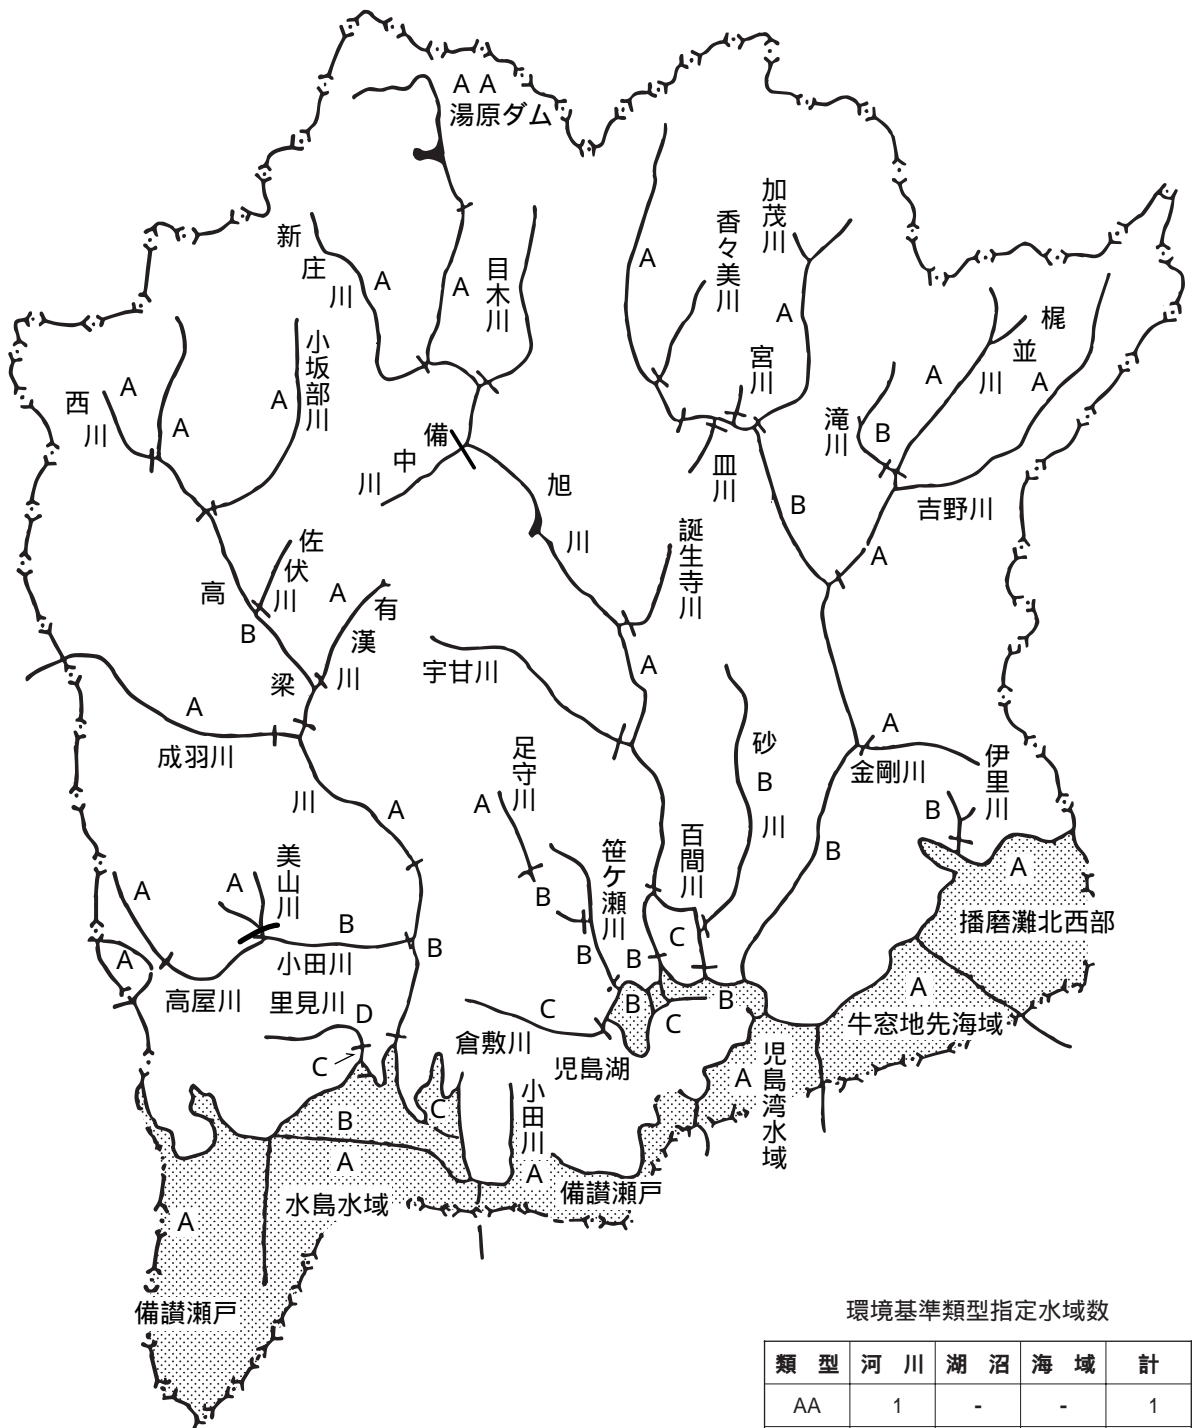 A A
湯原ダム
新庄川
A
A
目木川
A
香々美川
加茂川
A
宮川
皿川
梶並川
A
A
滝川
B
吉野川
A
B
西川
A
A
小坂部川
A
備中川
旭川
誕生寺川
佐伏川
高梁川
B
A
有漢川
宇甘川
A
A
成羽川
足守川
A
砂川
B
A
金剛川
伊里川
B
A
美山川
A
A
B
小田川
B
高屋川
A
里見川
D
C
B
笹ケ瀬川
B
B
百間川
C
B
B
C
B
倉敷川
C
児島湖
小田川
C
B
A
水島水域
A
備讃瀬戸
A
児島湾水域
A
牛窓地先海域
A
播磨灘北西部
A
備讃瀬戸
環境基準類型指定水域数
類 型 河 川 湖 沼 海 域 計
AA 1 - - 1